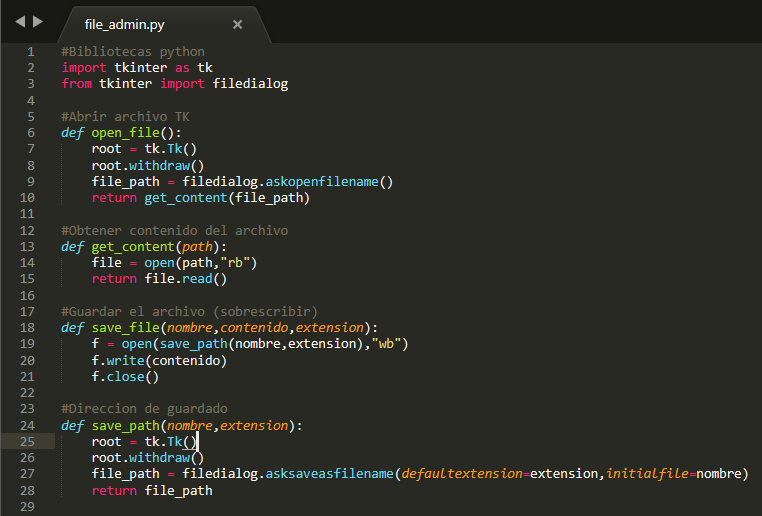 file_admin.py
1 #Bibliotecas python
2 import tkinter as tk
3 from tkinter import filedialog
4
5 #Abrir archivo TK
6 def open_file():
7     root = tk.Tk()
8     root.withdraw()
9     file_path = filedialog.askopenfilename()
10     return get_content(file_path)
11
12 #Obtener contenido del archivo
13 def get_content(path):
14     file = open(path,"rb")
15     return file.read()
16
17 #Guardar el archivo (sobrescribir)
18 def save_file(nombre,contenido,extension):
19     f = open(save_path(nombre,extension),"wb")
20     f.write(contenido)
21     f.close()
22
23 #Direccion de guardado
24 def save_path(nombre,extension):
25     root = tk.Tk()
26     root.withdraw()
27     file_path = filedialog.asksaveasfilename(defaultextension=extension,initialfile=nombre)
28     return file_path
29